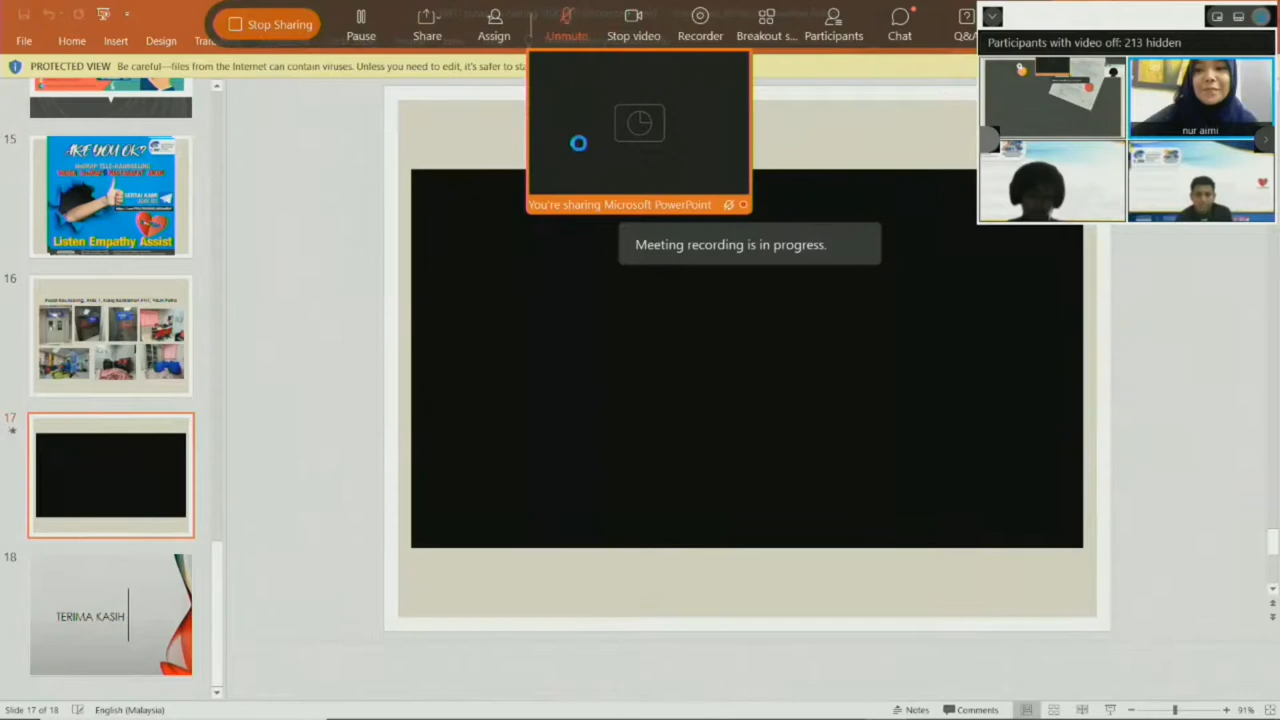 Stop Sharing
Pause
Share
Assign
Unmute
Stop video
Recorder
Breakout s...
Participants
Chat
Q&A
File
Home
Insert
Design
Participants with video off: 213 hidden
PROTECTED VIEW Be careful—files from the Internet can contain viruses. Unless you need to edit, it's safer to sta
nur aimi
You're sharing Microsoft PowerPoint
Meeting recording is in progress.
15
ARE YOU OK?
SERTAI KAMI
Listen Empathy Assist
16
17
18
TERIMA KASIH
Slide 17 of 18
English (Malaysia)
Notes
Comments
91%